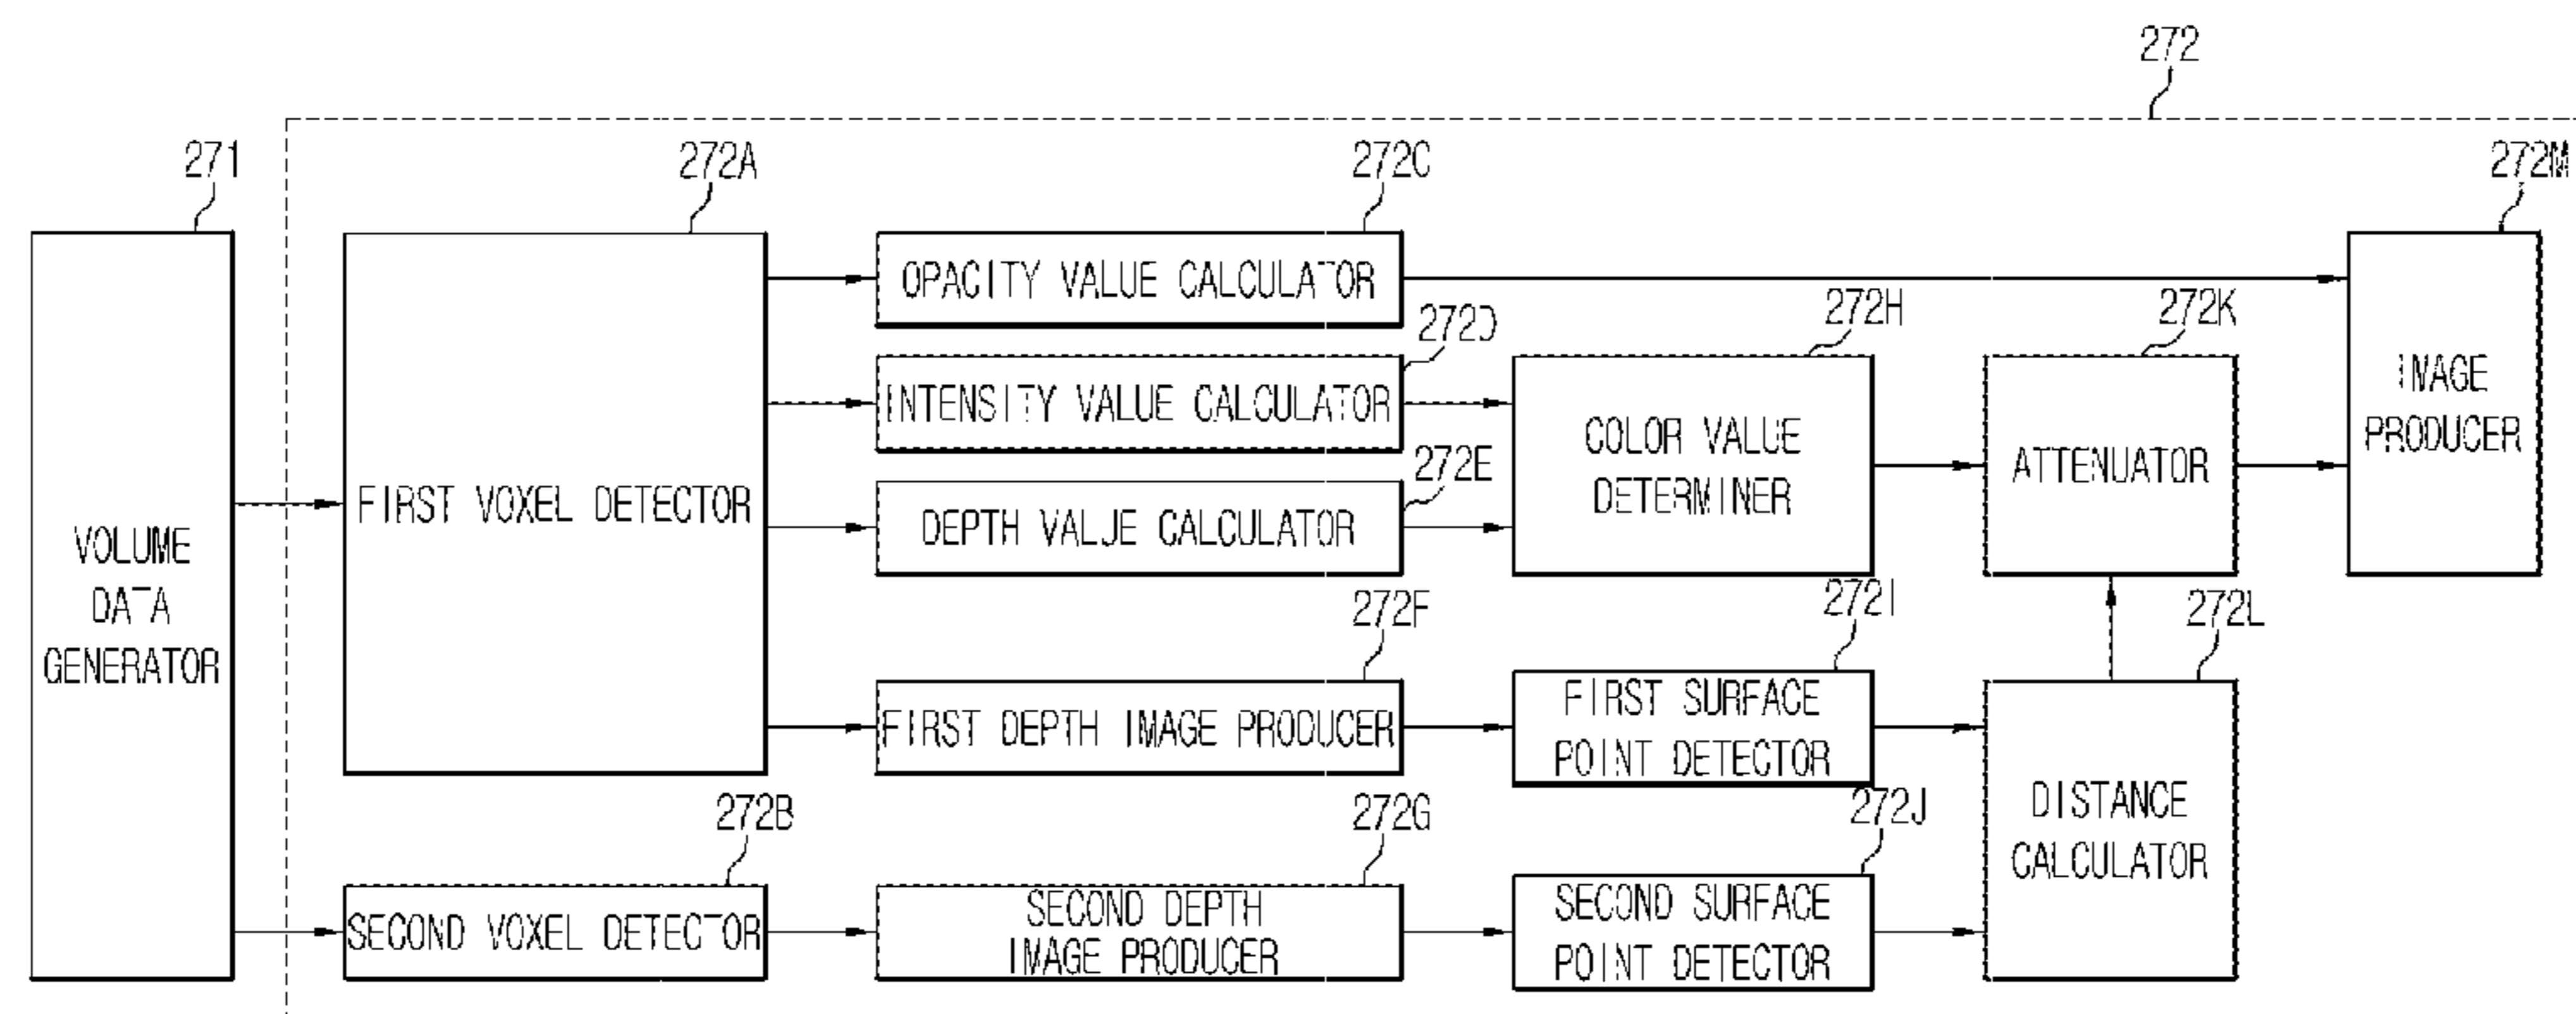 272
271
272A
272C
272M
OPACITY VALUE CALCULATOR
272D
272H
272K
INTENSITY VALUE CALCULATOR
IMAGE
PRODUCER
COLOR VALUE
DETERMINER
ATTENUATOR
272E
FIRST VOXEL DETECTOR
DEPTH VALUE CALCULATOR
VOLUME
DATA
GENERATOR
272F
272I
272L
FIRST DEPTH IMAGE PRODUCER
FIRST SURFACE
POINT DETECTOR
272B
272G
272J
DISTANCE
CALCULATOR
SECOND VOXEL DETECTOR
SECOND DEPTH
IMAGE PRODUCER
SECOND SURFACE
POINT DETECTOR